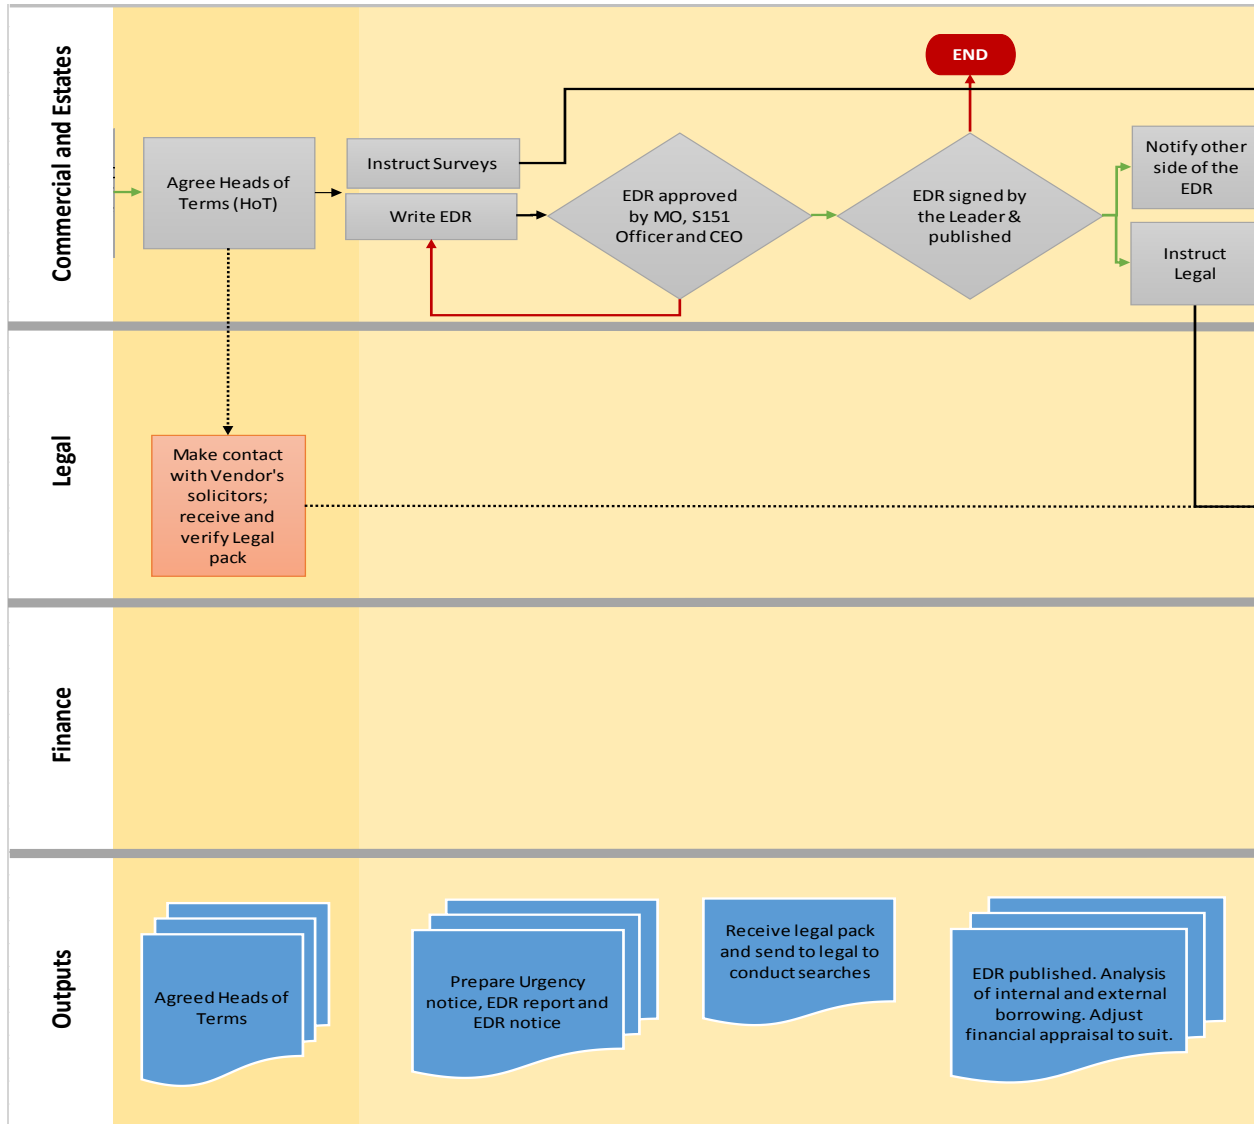 Commercial and Estates
END
Agree Heads of
Terms (HoT)
Instruct Surveys
Write EDR
EDR approved
by MO, S151
Officer and CEO
EDR signed by
the Leader &
published
Notify other
side of the
EDR
Instruct
Legal
Legal
Make contact
with Vendor's
solicitors;
receive and
verify Legal
pack
Finance
Outputs
Agreed Heads of
Terms
Prepare Urgency
notice, EDR report and
EDR notice
Receive legal pack
and send to legal to
conduct searches
EDR published. Analysis
of internal and external
borrowing. Adjust
financial appraisal to suit.